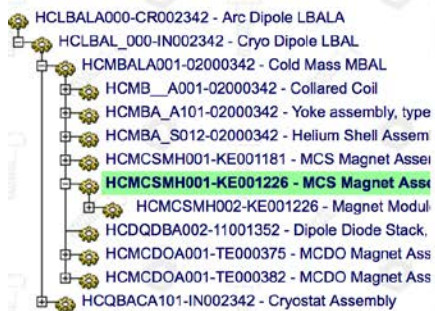 HCLBALA000-CR002342 - Arc Dipole LBALA
HCLBAL_000-IN002342 - Cryo Dipole LBAL
HCMBALA001-02000342 - Cold Mass MBAL
HCMB__A001-02000342 - Collared Coil
HCMBA_A101-02000342 - Yoke assembly, type
HCMBA_S012-02000342 - Helium Shell Assem
HCMCSMH001-KE001181 - MCS Magnet Asse
HCMCSMH001-KE001226 - MCS Magnet Asse
HCMCSMH002-KE001226 - Magnet Modul
HCDQDBA002-11001352 - Dipole Diode Stack,
HCMCDOA001-TE000375 - MCDO Magnet Ass
HCMCDOA001-TE000382 - MCDO Magnet Ass
HCQBACA101-IN002342 - Cryostat Assembly